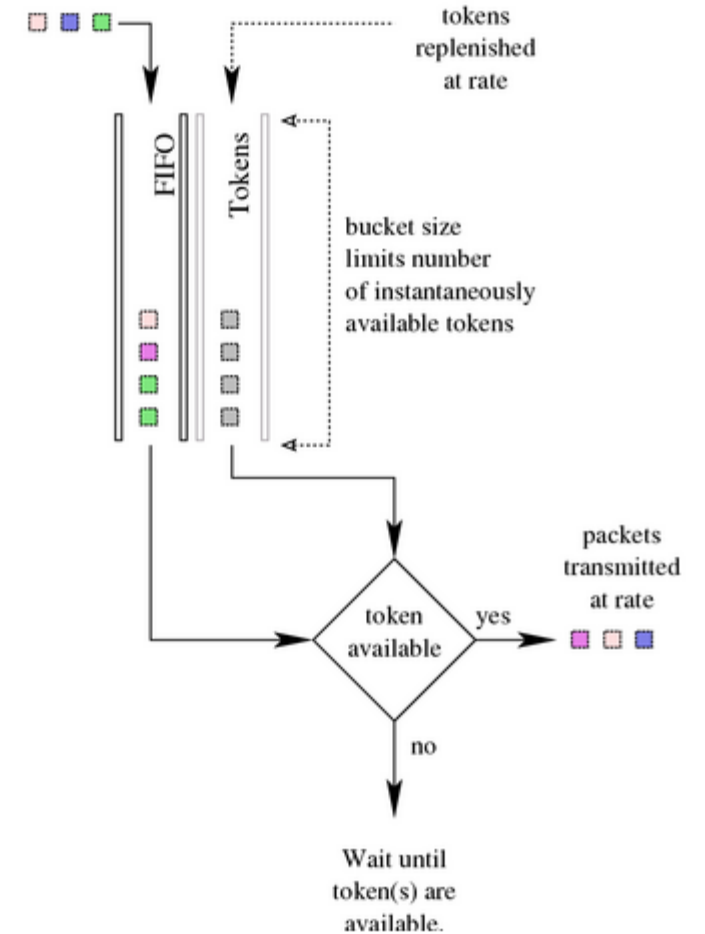 tokens
replenished
at rate
FIFO
Tokens
bucket size
limits number
of instantaneously
available tokens
packets
transmitted
at rate
token
available
yes
no
Wait until
token(s) are
available.